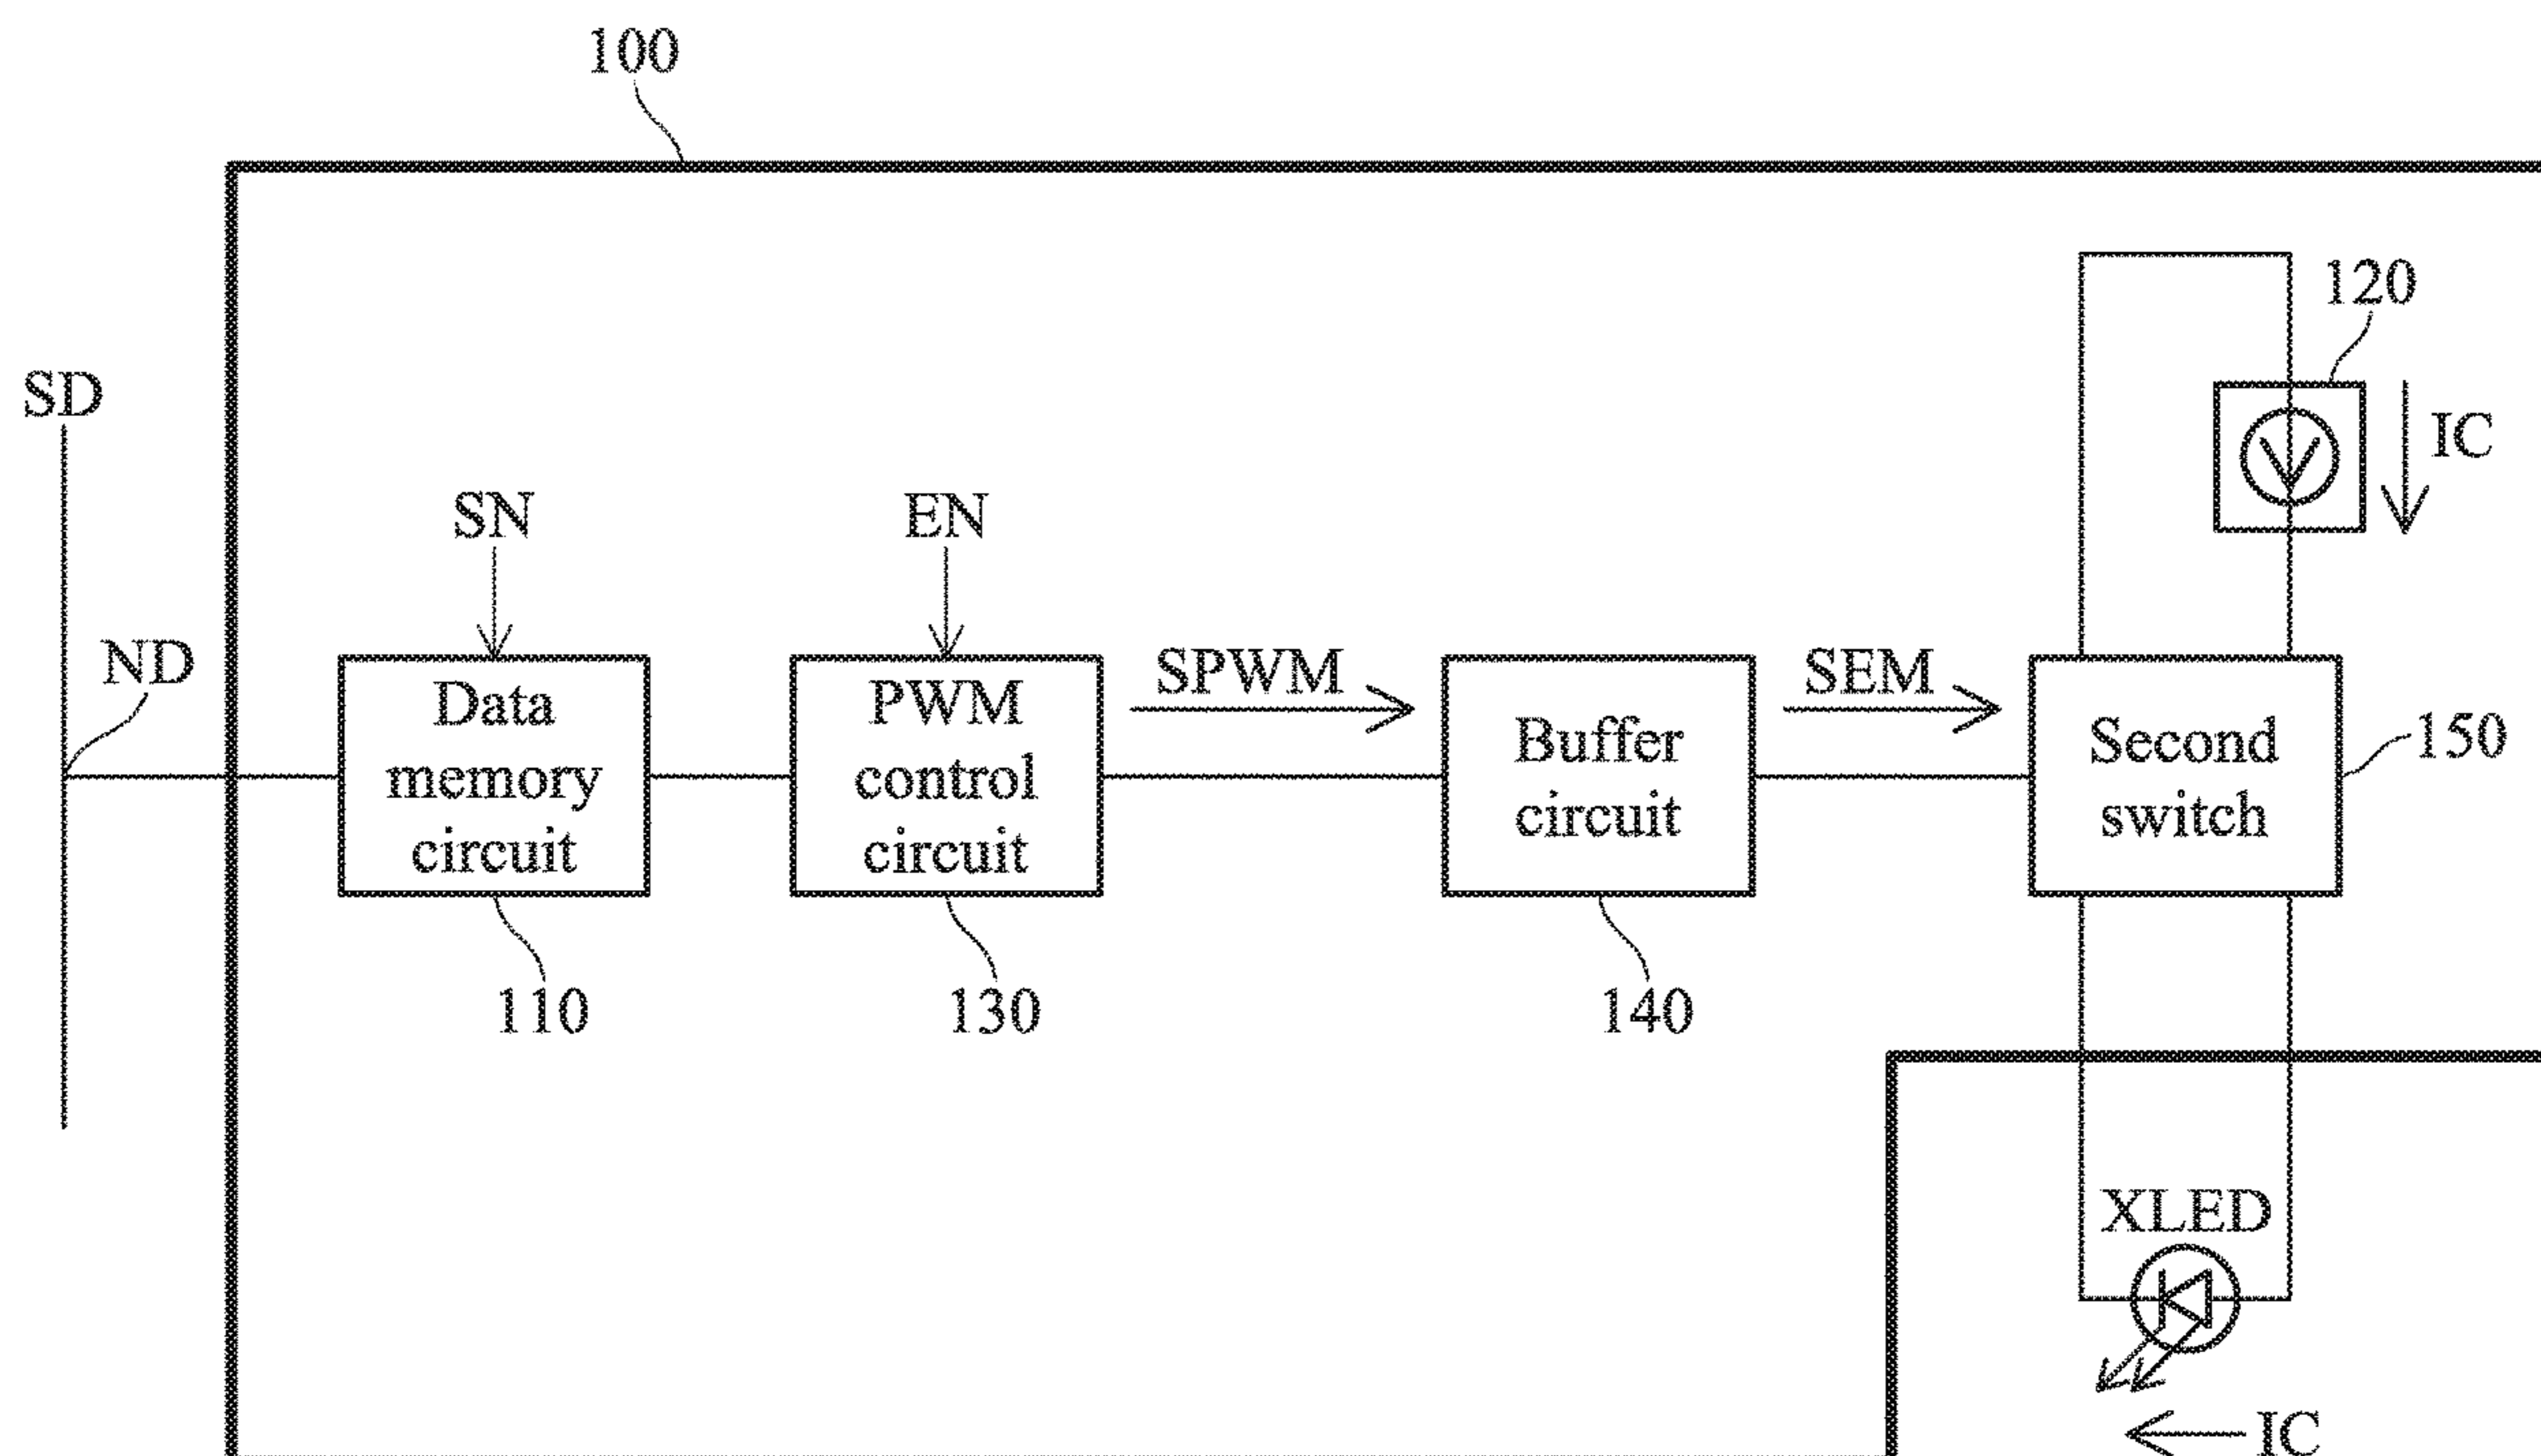 100
120
SD
IC
SN
EN
ND
SPWM
SEM
Data
memory
circuit
PWM
control
circuit
Buffer
circuit
Second
switch
150
110
130
140
XLED
IC